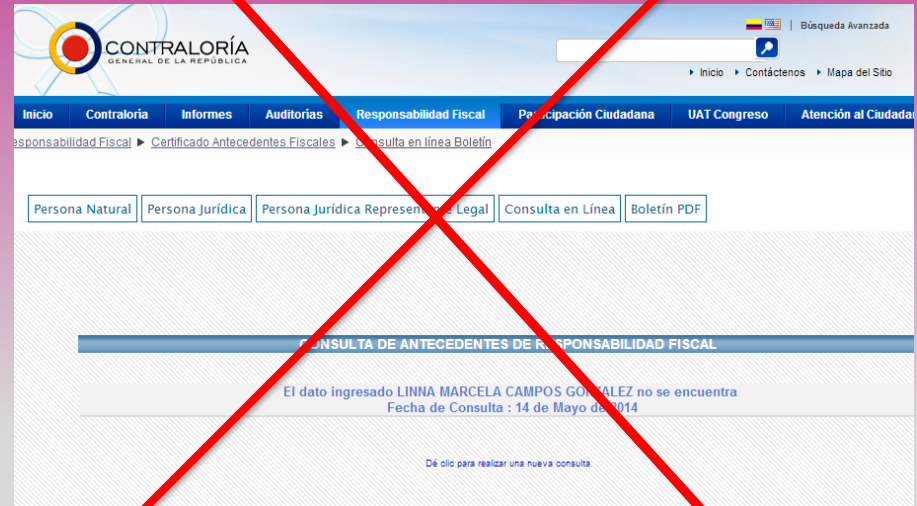 CONTRALORÍA
GENERAL DE LA REPÚBLICA
| Búsqueda Avanzada
Inicio Contáctenos Mapa del Sitio
Inicio Contraloría Informes Auditorías Responsabilidad Fiscal Participación Ciudadana UAT Congreso Atención al Ciudadan
esponsabilidad Fiscal ▶ Certificado Antecedentes Fiscales ▶ Consulta en línea Boletín
Persona Natural Persona Jurídica Persona Jurídica Representante Legal Consulta en Línea Boletín PDF
CONSULTA DE ANTECEDENTES DE RESPONSABILIDAD FISCAL
El dato ingresado LINNA MARCELA CAMPOS GONZALEZ no se encuentra
Fecha de Consulta : 14 de Mayo de 2014
Dé clic para realizar una nueva consulta